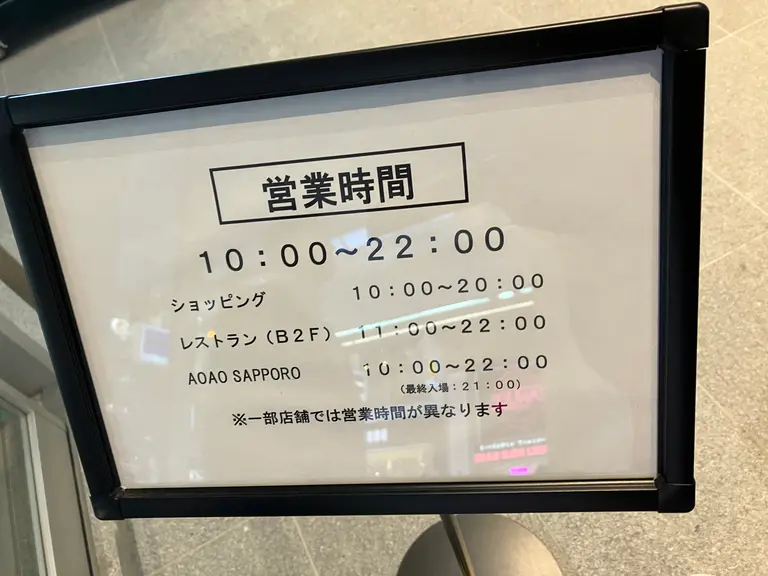 営業時間
10：00～22：00
ショッピング 10：00～20：00
レストラン（B2F） 11：00～22：00
AOAO SAPPORO 10：00～22：00
（最終入場：21：00）
※一部店舗では営業時間が異なります